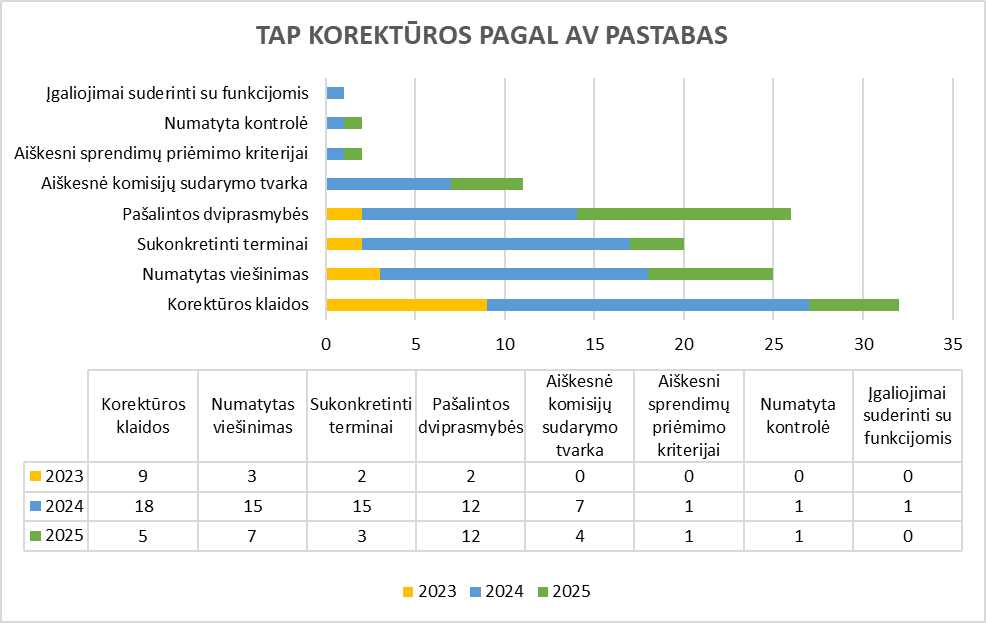 TAP KOREKTŪROS PAGAL AV PASTABAS
Įgaliojimai suderinti su funkcijomis
Numatyta kontrolė
Aiškesni sprendimų priėmimo kriterijai
Aiškesnė komisijų sudarymo tvarka
Pašalintos dviprasmybės
Sukonkretinti terminai
Numatytas viešinimas
Korektūros klaidos
0 5 10 15 20 25 30 35
Korektūros
klaidos
Numatytas
viešinimas
Sukonkretinti
terminai
Pašalintos
dviprasmybės
Aiškesnė
komisijų
sudarymo
tvarka
Aiškesni
sprendimų
priėmimo
kriterijai
Numatyta
kontrolė
Įgaliojimai
suderinti su
funkcijomis
2023 9 3 2 2 0 0 0 0
2024 18 15 15 12 7 1 1 1
2025 5 7 3 12 4 1 1 0
2023 2024 2025